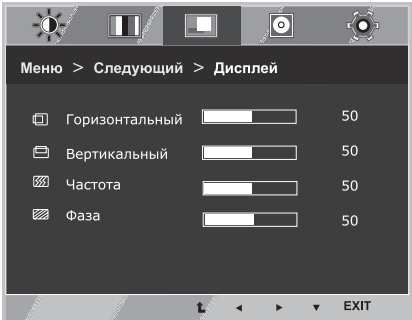 Меню > Следующий > Дисплей
Горизонтальный 50
Вертикальный 50
Частота 50
Фаза 50
EXIT